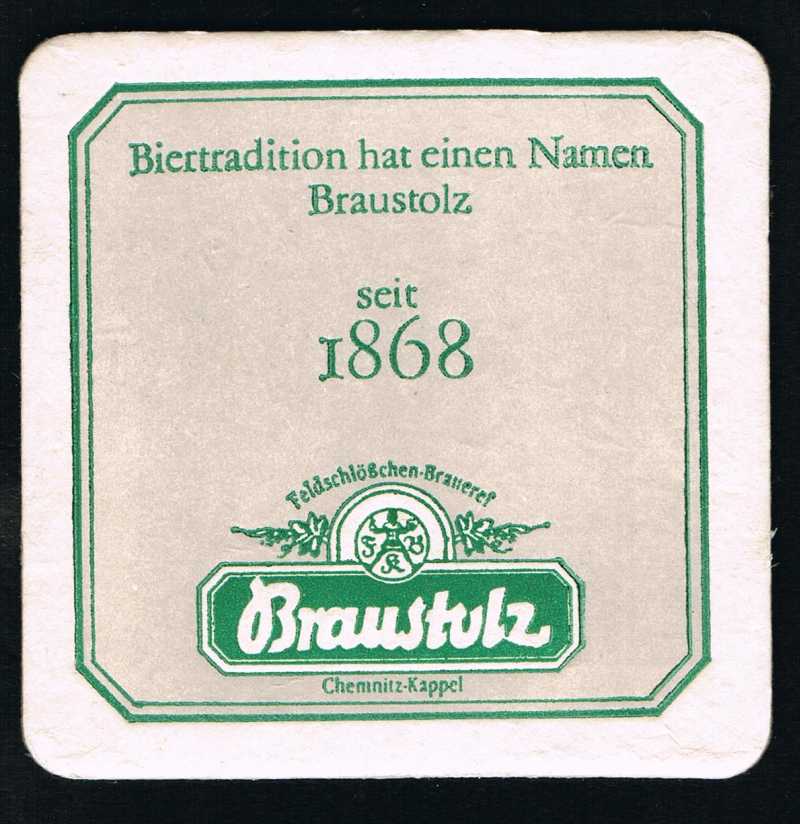 Biertradition hat einen Namen
Braustolz
seit
1868
Feldschlößchen-Brauerei
Braustolz
Chemnitz-Kappel